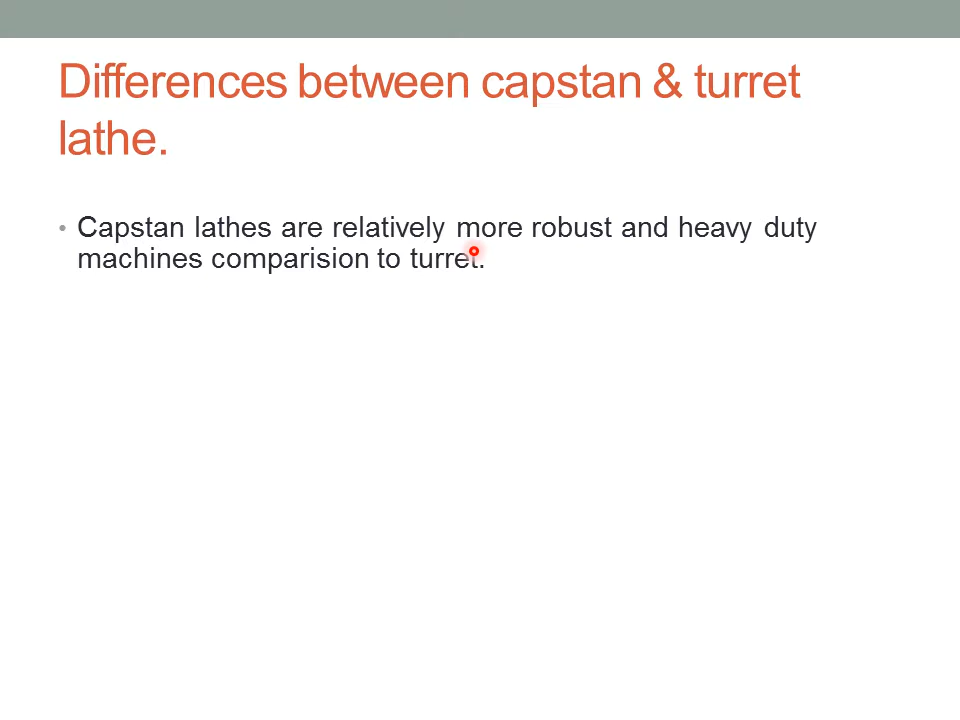 Differences between capstan & turret
lathe.
• Capstan lathes are relatively more robust and heavy duty
machines comparision to turret.